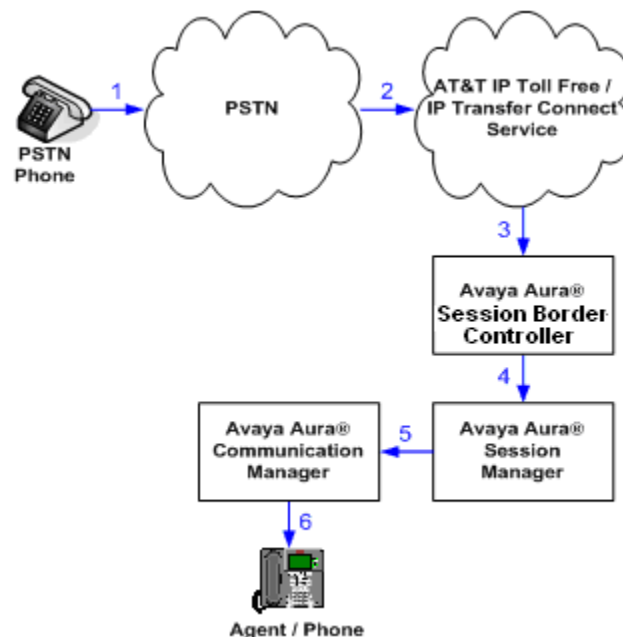 1
2
PSTN
AT&T IP Toll Free /
IP Transfer Connect
Service
PSTN
Phone
3
Avaya Aura®
Session Border
Controller
4
Avaya Aura®
Communication
Manager
5
Avaya Aura®
Session
Manager
6
Agent / Phone